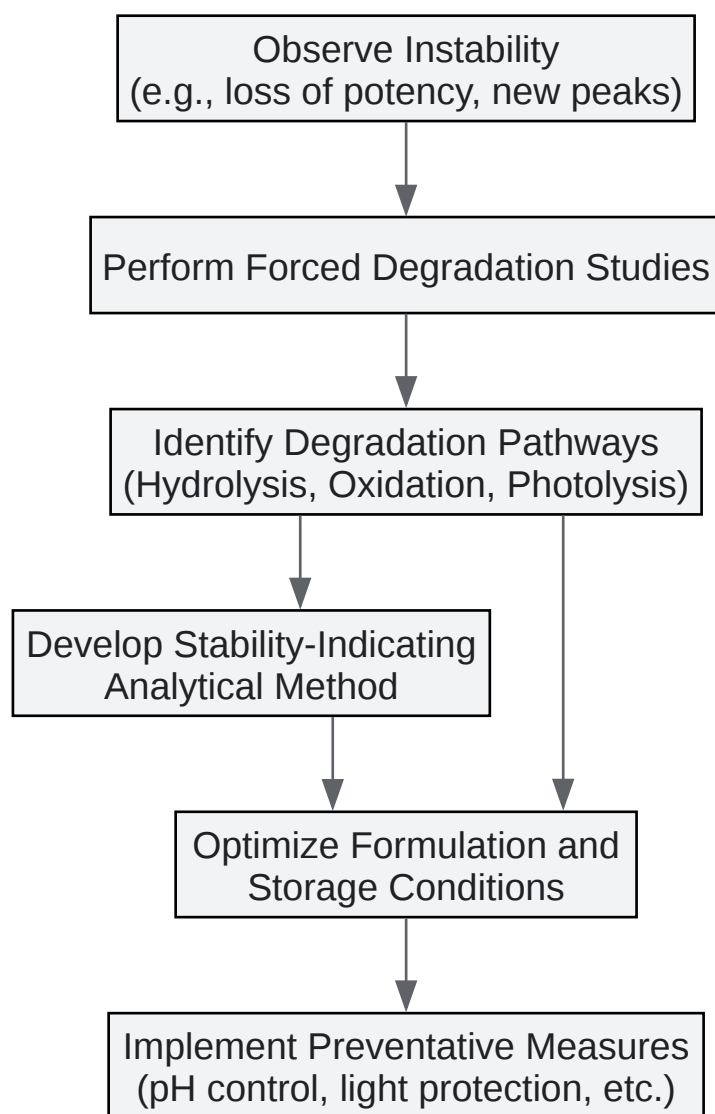 Observe Instability
(e.g., loss of potency, new peaks)
Perform Forced Degradation Studies
Identify Degradation Pathways
(Hydrolysis, Oxidation, Photolysis)
Develop Stability-Indicating
Analytical Method
Optimize Formulation and
Storage Conditions
Implement Preventative Measures
(pH control, light protection, etc.)